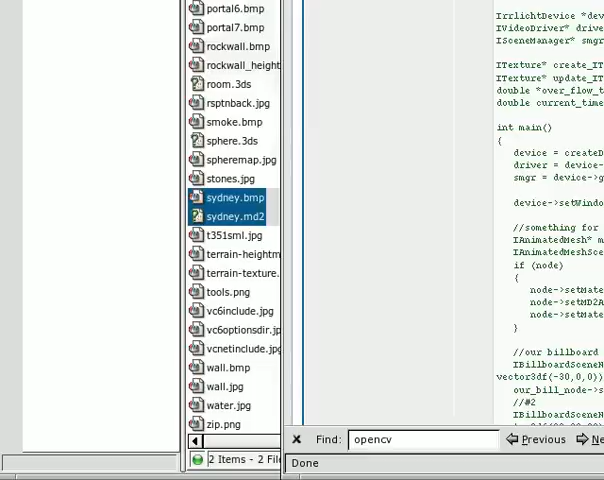 portal6.bmp
portal7.bmp
rockwall.bmp
rockwall_height
room.3ds
rsptnback.jpg
smoke.bmp
sphere.3ds
spheremap.jpg
stones.jpg
sydney.bmp
sydney.md2
t351sml.jpg
terrain-heightm
terrain-texture.
tools.png
vc6include.jpg
vc6optionsdir.jp
vcnetinclude.jpg
wall.bmp
wall.jpg
water.jpg
zip.png
2 Items - 2 File
IrrlichtDevice *dev
IVideoDriver* drive
ISceneManager* smgr
ITexture* create_IT
ITexture* update_IT
double *over_flow_t
double current_time
int main()
{
device = createD
driver = device-
smgr = device->g
device->setWindo
//something for
IAnimatedMesh* m
IAnimatedMeshSce
if (node)
{
node->setMate
node->setMD2A
node->setMate
}
//our billboard
IBillboardSceneN
vector3df(-30,0,0))
our_bill_node->s
//#2
IBillboardSceneN
Find: opencv Previous Ne
Done